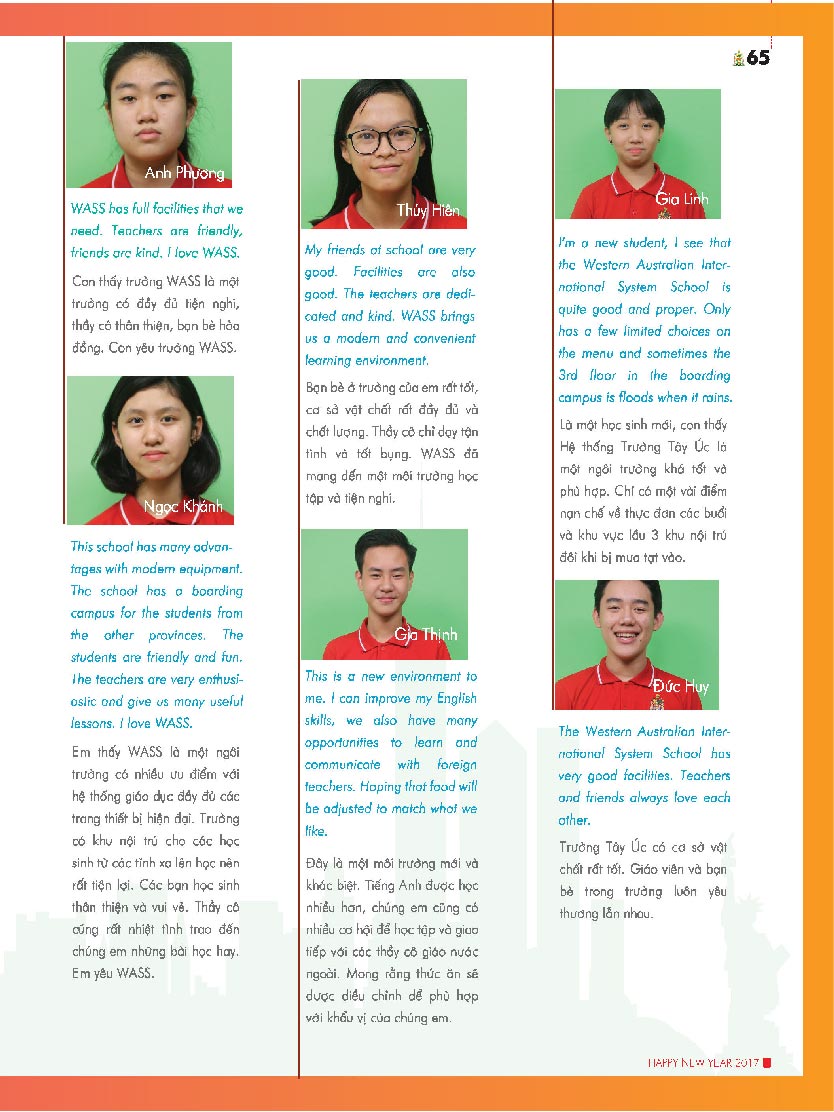 65
Anh Phương
WASS has full facilities that we
need. Teachers are friendly,
friends are kind. I love WASS.
Con thấy trường WASS là một
trường có đầy đủ tiện nghi,
thầy cô thân thiện, bạn bè hòa
đồng. Con yêu trường WASS.
Ngọc Khánh
This school has many advan-
tages with modern equipment.
The school has a boarding
campus for the students from
the other provinces. The
students are friendly and fun.
The teachers are very enthusi-
astic and give us many useful
lessons. I love WASS.
Em thấy WASS là một ngôi
trường có nhiều ưu điểm với
hệ thống giáo dục đầy đủ các
trang thiết bị hiện đại. Trường
có khu nội trú cho các học
sinh từ các tỉnh xa lên học nên
rất tiện lợi. Các bạn học sinh
thân thiện và vui vẻ. Thầy cô
cũng rất nhiệt tình trao đến
chúng em những bài học hay.
Em yêu WASS.
Thúy Hiên
My friends at school are very
good. Facilities are also
good. The teachers are dedi-
cated and kind. WASS brings
us a modern and convenient
learning environment.
Bạn bè ở trường của em rất tốt,
cơ sở vật chất rất đầy đủ và
chất lượng. Thầy cô chỉ dạy tận
tình và tốt bụng. WASS đã
mang đến một môi trường học
tập và tiện nghi.
Gia Thịnh
This is a new environment to
me. I can improve my English
skills, we also have many
opportunities to learn and
communicate with foreign
teachers. Hoping that food will
be adjusted to match what we
like.
Đây là một môi trường mới và
khác biệt. Tiếng Anh được học
nhiều hơn, chúng em cũng có
nhiều cơ hội để học tập và giao
tiếp với các thầy cô giáo nước
ngoài. Mong rằng thức ăn sẽ
được điều chỉnh để phù hợp
với khẩu vị của chúng em.
Gia Linh
I'm a new student, I see that
the Western Australian Inter-
national System School is
quite good and proper. Only
has a few limited choices on
the menu and sometimes the
3rd floor in the boarding
campus is floods when it rains.
Là một học sinh mới, con thấy
Hệ thống Trường Tây Úc là
một ngôi trường khá tốt và
phù hợp. Chỉ có một vài điểm
hạn chế về thực đơn các buổi
và khu vực lầu 3 khu nội trú
đôi khi bị mưa tạt vào.
Đức Huy
The Western Australian Inter-
national System School has
very good facilities. Teachers
and friends always love each
other.
Trường Tây Úc có cơ sở vật
chất rất tốt. Giáo viên và bạn
bè trong trường luôn yêu
thương lẫn nhau.
HAPPY NEW YEAR 2017